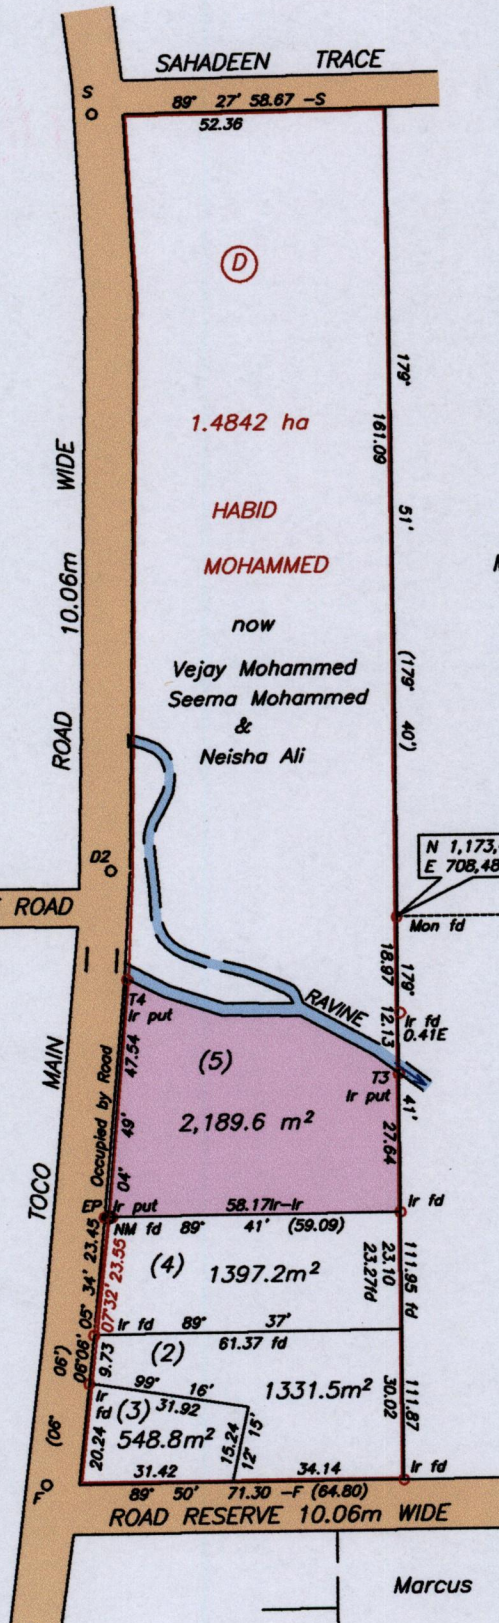 SAHADEEN TRACE
S
89° 27' 58.67 -S
52.36
D
1.4842 ha
HABID
MOHAMMED
now
Vejay Mohammed
Seema Mohammed
&
Neisha Ali
179° 51'
161.09
(179° 40')
TOCO MAIN ROAD 10.06m WIDE
D2
ROAD
N 1,173,
E 708,48
Mon fd
18.97
179° 41'
12.13
Ir fd
0.41E
RAVINE
T4
Ir put
T3
Ir put
47.54
04° 49'
Occupied by Road
(5)
2,189.6 m²
27.64
EP
Ir put
58.17Ir-Ir
Ir fd
NM fd 89° 41' (59.09)
05° 34' 23.45
07°32' 23.55
(4)
1397.2m²
23.10
23.27fd
111.95 fd
Ir fd 89° 37'
61.37 fd
06°06'
9.73
(2)
1331.5m²
30.02
111.87
99° 16'
31.92
Ir
fd
(3)
548.8m²
20.24
15.24
12° 15'
(06° 06')
31.42
34.14
Ir fd
F
89° 50' 71.30 -F (64.80)
ROAD RESERVE 10.06m WIDE
Marcus